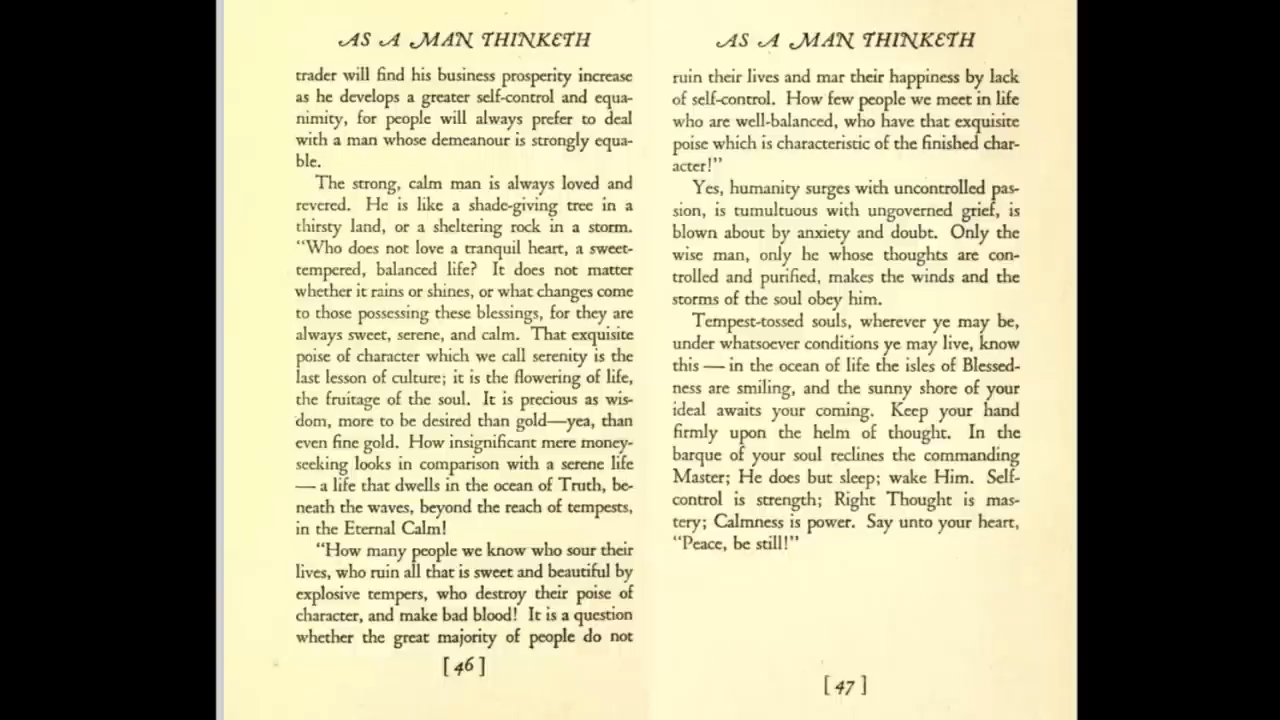 AS A MAN THINKETH
trader will find his business prosperity increase
as he develops a greater self-control and equa-
nimity, for people will always prefer to deal
with a man whose demeanour is strongly equa-
ble.
The strong, calm man is always loved and
revered. He is like a shade-giving tree in a
thirsty land, or a sheltering rock in a storm.
“Who does not love a tranquil heart, a sweet-
tempered, balanced life? It does not matter
whether it rains or shines, or what changes come
to those possessing these blessings, for they are
always sweet, serene, and calm. That exquisite
poise of character which we call serenity is the
last lesson of culture; it is the flowering of life,
the fruitage of the soul. It is precious as wis-
dom, more to be desired than gold—yea, than
even fine gold. How insignificant mere money-
seeking looks in comparison with a serene life
— a life that dwells in the ocean of Truth, be-
neath the waves, beyond the reach of tempests,
in the Eternal Calm!
“How many people we know who sour their
lives, who ruin all that is sweet and beautiful by
explosive tempers, who destroy their poise of
character, and make bad blood! It is a question
whether the great majority of people do not
[ 46 ]
AS A MAN THINKETH
ruin their lives and mar their happiness by lack
of self-control. How few people we meet in life
who are well-balanced, who have that exquisite
poise which is characteristic of the finished char-
acter!”
Yes, humanity surges with uncontrolled pas-
sion, is tumultuous with ungoverned grief, is
blown about by anxiety and doubt. Only the
wise man, only he whose thoughts are con-
trolled and purified, makes the winds and the
storms of the soul obey him.
Tempest-tossed souls, wherever ye may be,
under whatsoever conditions ye may live, know
this — in the ocean of life the isles of Blessed-
ness are smiling, and the sunny shore of your
ideal awaits your coming. Keep your hand
firmly upon the helm of thought. In the
barque of your soul reclines the commanding
Master; He does but sleep; wake Him. Self-
control is strength; Right Thought is mas-
tery; Calmness is power. Say unto your heart,
“Peace, be still!”
[ 47 ]